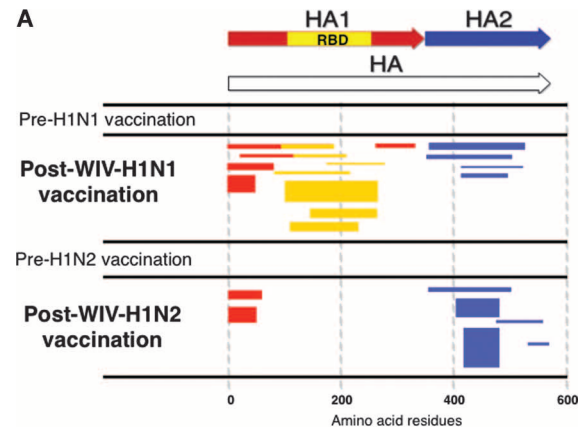 A
HA1
HA2
RBD
HA
Pre-H1N1 vaccination
Post-WIV-H1N1
vaccination
Pre-H1N2 vaccination
Post-WIV-H1N2
vaccination
0
200
400
600
Amino acid residues